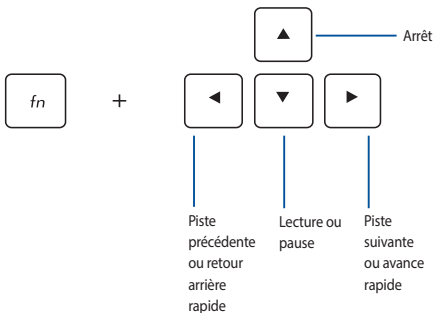 Arrêt
fn
+
Piste
précédente
ou retour
arrière
rapide
Lecture ou
pause
Piste
suivante
ou avance
rapide